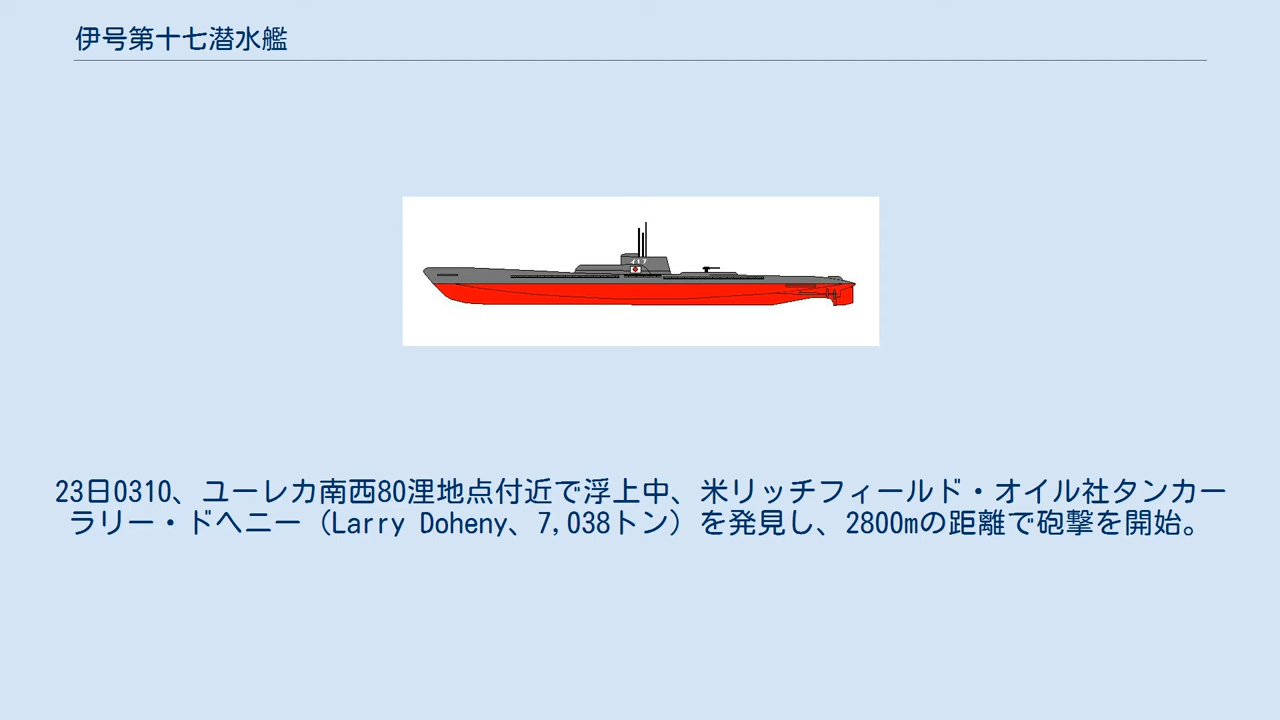 伊号第十七潜水艦
イ17
23日0310、ユーレカ南西80浬地点付近で浮上中、米リッチフィールド・オイル社タンカー
ラリー・ドヘニー（Larry Doheny、7,038トン）を発見し、2800mの距離で砲撃を開始。